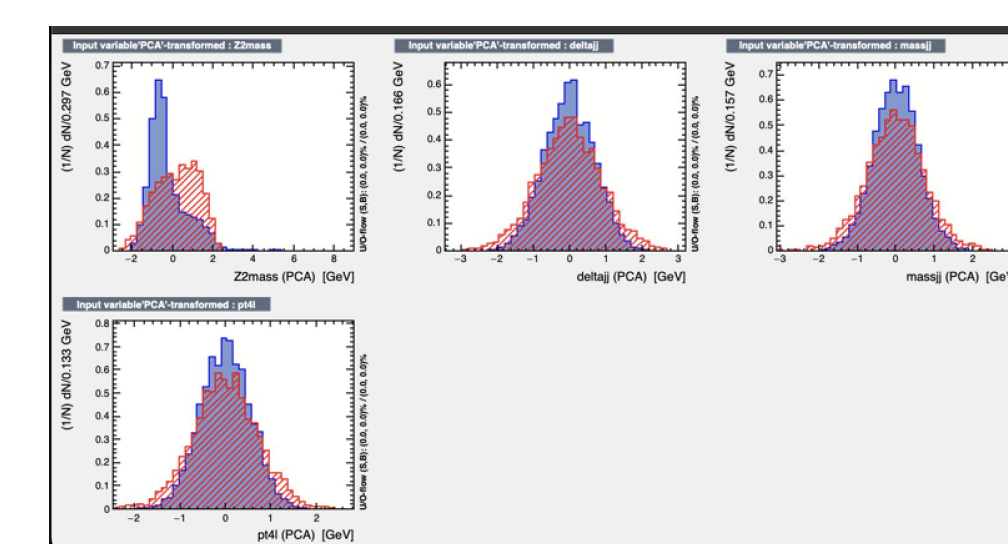 Input variable'PCA'-transformed : Z2mass
(1/N) dN/0.297 GeV
0.7
0.6
0.5
0.4
0.3
0.2
0.1
0
−2 0 2 4 6 8
Z2mass (PCA) [GeV]
U/O-flow (S,B): (0.0, 0.0)% / (0.0, 0.0)%
Input variable'PCA'-transformed : deltajj
(1/N) dN/0.166 GeV
0.6
0.5
0.4
0.3
0.2
0.1
0
−3 −2 −1 0 1 2 3
deltajj (PCA) [GeV]
U/O-flow (S,B): (0.0, 0.0)% / (0.0, 0.0)%
Input variable'PCA'-transformed : massjj
(1/N) dN/0.157 GeV
0.7
0.6
0.5
0.4
0.3
0.2
0.1
0
−3 −2 −1 0 1 2
massjj (PCA) [GeV
Input variable'PCA'-transformed : pt4l
(1/N) dN/0.133 GeV
0.8
0.7
0.6
0.5
0.4
0.3
0.2
0.1
0
−2 −1 0 1 2
pt4l (PCA) [GeV]
U/O-flow (S,B): (0.0, 0.0)% / (0.0, 0.0)%